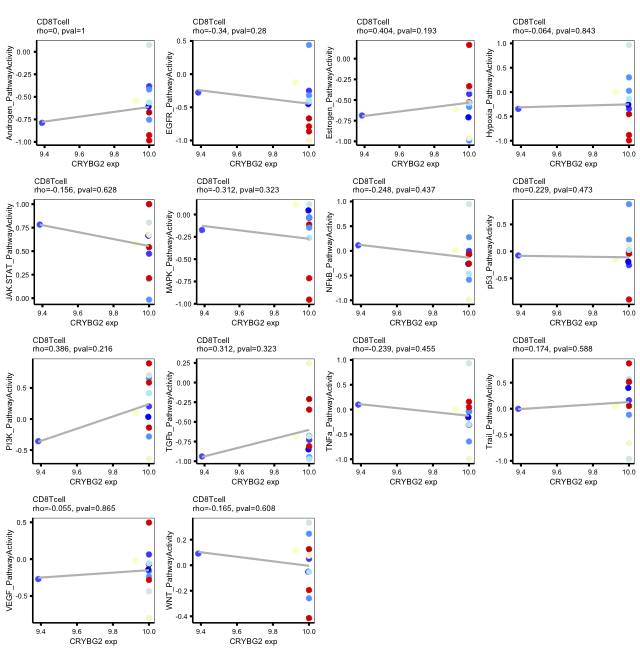 CD8Tcell
rho=0, pval=1
Androgen_PathwayActivity
0.00
-0.50
-0.75
-1.00
9.4
9.6
9.8
10.0
CRYBG2 exp
CD8Tcell
rho=-0.34, pval=0.28
EGFR_PathwayActivity
0.5
0.0
-0.5
-1.0
9.4
9.6
9.8
10.0
CRYBG2 exp
CD8Tcell
rho=0.404, pval=0.193
Estrogen_PathwayActivity
0.00
-0.25
-0.50
-0.75
-1.00
9.4
9.6
9.8
10.0
CRYBG2 exp
CD8Tcell
rho=-0.064, pval=0.843
Hypoxia_PathwayActivity
1.0
0.5
0.0
-0.5
-1.0
9.4
9.6
9.8
10.0
CRYBG2 exp
CD8Tcell
rho=-0.156, pval=0.628
JAK-STAT_PathwayActivity
1.00
0.75
0.50
0.25
0.00
9.4
9.6
9.8
10.0
CRYBG2 exp
CD8Tcell
rho=-0.312, pval=0.323
MAPK_PathwayActivity
0.00
-0.25
-0.50
-0.75
-1.00
9.4
9.6
9.8
10.0
CRYBG2 exp
CD8Tcell
rho=-0.248, pval=0.437
NFkB_PathwayActivity
1.0
0.5
0.0
-0.5
-1.0
9.4
9.6
9.8
10.0
CRYBG2 exp
CD8Tcell
rho=0.229, pval=0.473
p53_PathwayActivity
0.5
0.0
-0.5
9.4
9.6
9.8
10.0
CRYBG2 exp
CD8Tcell
rho=0.386, pval=0.216
PI3K_PathwayActivity
0.5
0.0
-0.5
9.4
9.6
9.8
10.0
CRYBG2 exp
CD8Tcell
rho=0.312, pval=0.323
TGFb_PathwayActivity
0.25
0.00
-0.25
-0.50
-0.75
-1.00
9.4
9.6
9.8
10.0
CRYBG2 exp
CD8Tcell
rho=-0.239, pval=0.455
TNFa_PathwayActivity
1.0
0.5
0.0
-0.5
-1.0
9.4
9.6
9.8
10.0
CRYBG2 exp
CD8Tcell
rho=0.174, pval=0.588
Trail_PathwayActivity
1.0
0.5
0.0
-0.5
-1.0
9.4
9.6
9.8
10.0
CRYBG2 exp
CD8Tcell
rho=-0.055, pval=0.865
VEGF_PathwayActivity
0.5
0.0
-0.5
9.4
9.6
9.8
10.0
CRYBG2 exp
CD8Tcell
rho=-0.165, pval=0.608
WNT_PathwayActivity
0.2
0.0
-0.2
-0.4
9.4
9.6
9.8
10.0
CRYBG2 exp